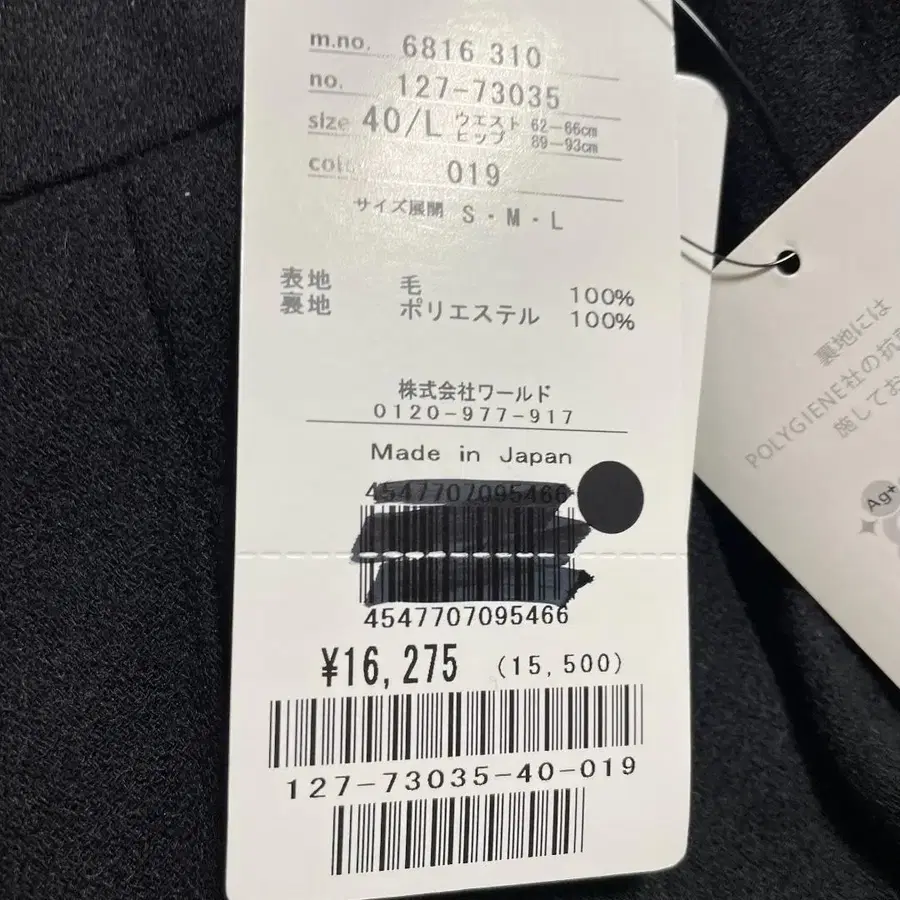 m.no. 6816 310
no. 127-73035
size 40/L ウエスト 62-66cm
ヒップ 89-93cm
019
サイズ展開 S・M・L
表地 毛 100%
裏地 ポリエステル 100%
株式会社ワールド
0120-977-917
Made in Japan
4547707095466
4547707095466
¥16,275 (15,500)
127-73035-40-019
裏地には
POLYGIENE社の抗
施してお
Ag+